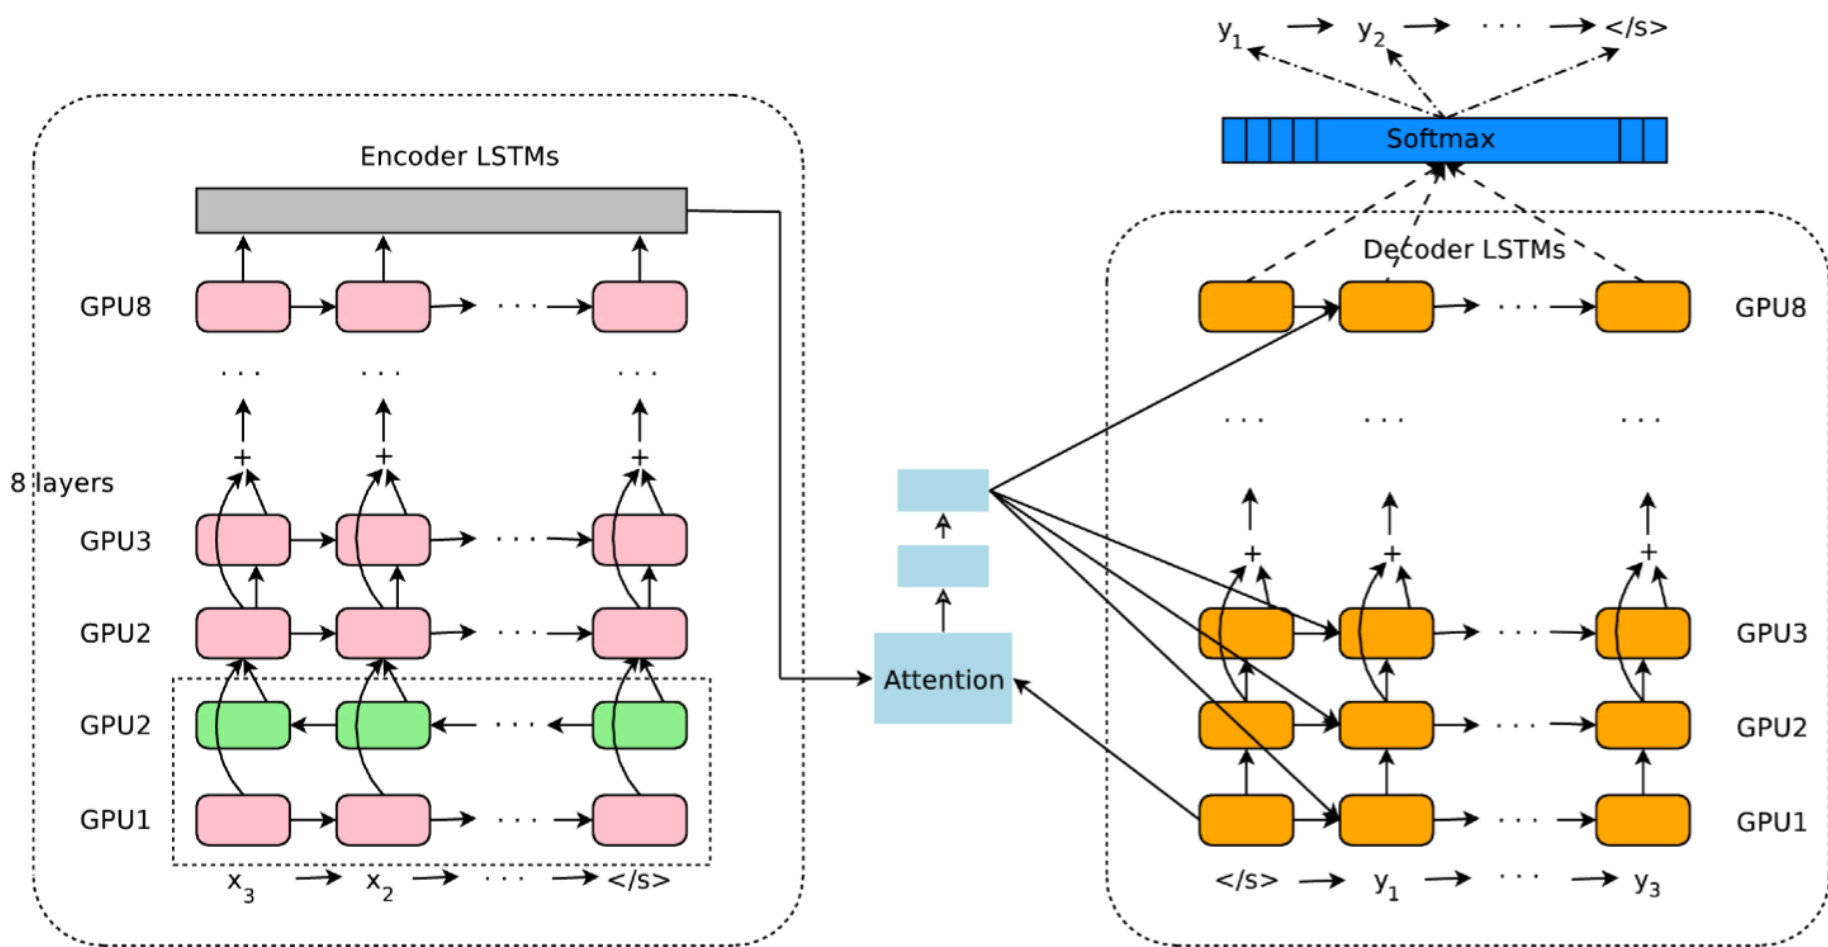 y1 y2 ... </s>
Softmax
Encoder LSTMs
Decoder LSTMs
GPU8 ... GPU8
... ... ...
+ + +
8 layers
GPU3 ...
GPU2 ...
GPU2 ...
GPU1 ...
x3 x2 ... </s>
Attention
... ... ...
+ + +
... GPU3
... GPU2
... GPU1
</s> y1 ... y3